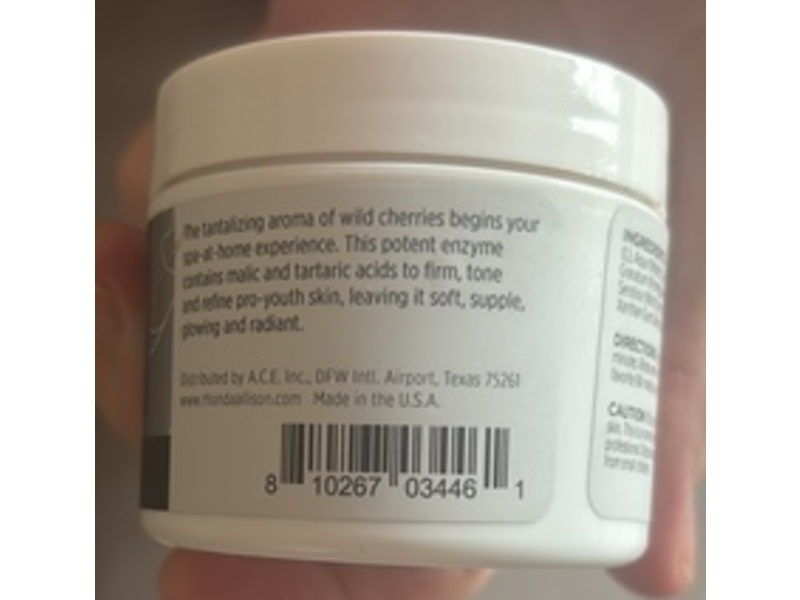 The tantalizing aroma of wild cherries begins your
spa-at-home experience. This potent enzyme
contains malic and tartaric acids to firm, tone
and refine pro-youth skin, leaving it soft, supple,
glowing and radiant.
Distributed by A.C.E. Inc., DFW Intl. Airport, Texas 75261
www.rhondaallison.com Made in the U.S.A.
8 10267 03446 1
DIRECTION
CAUTION